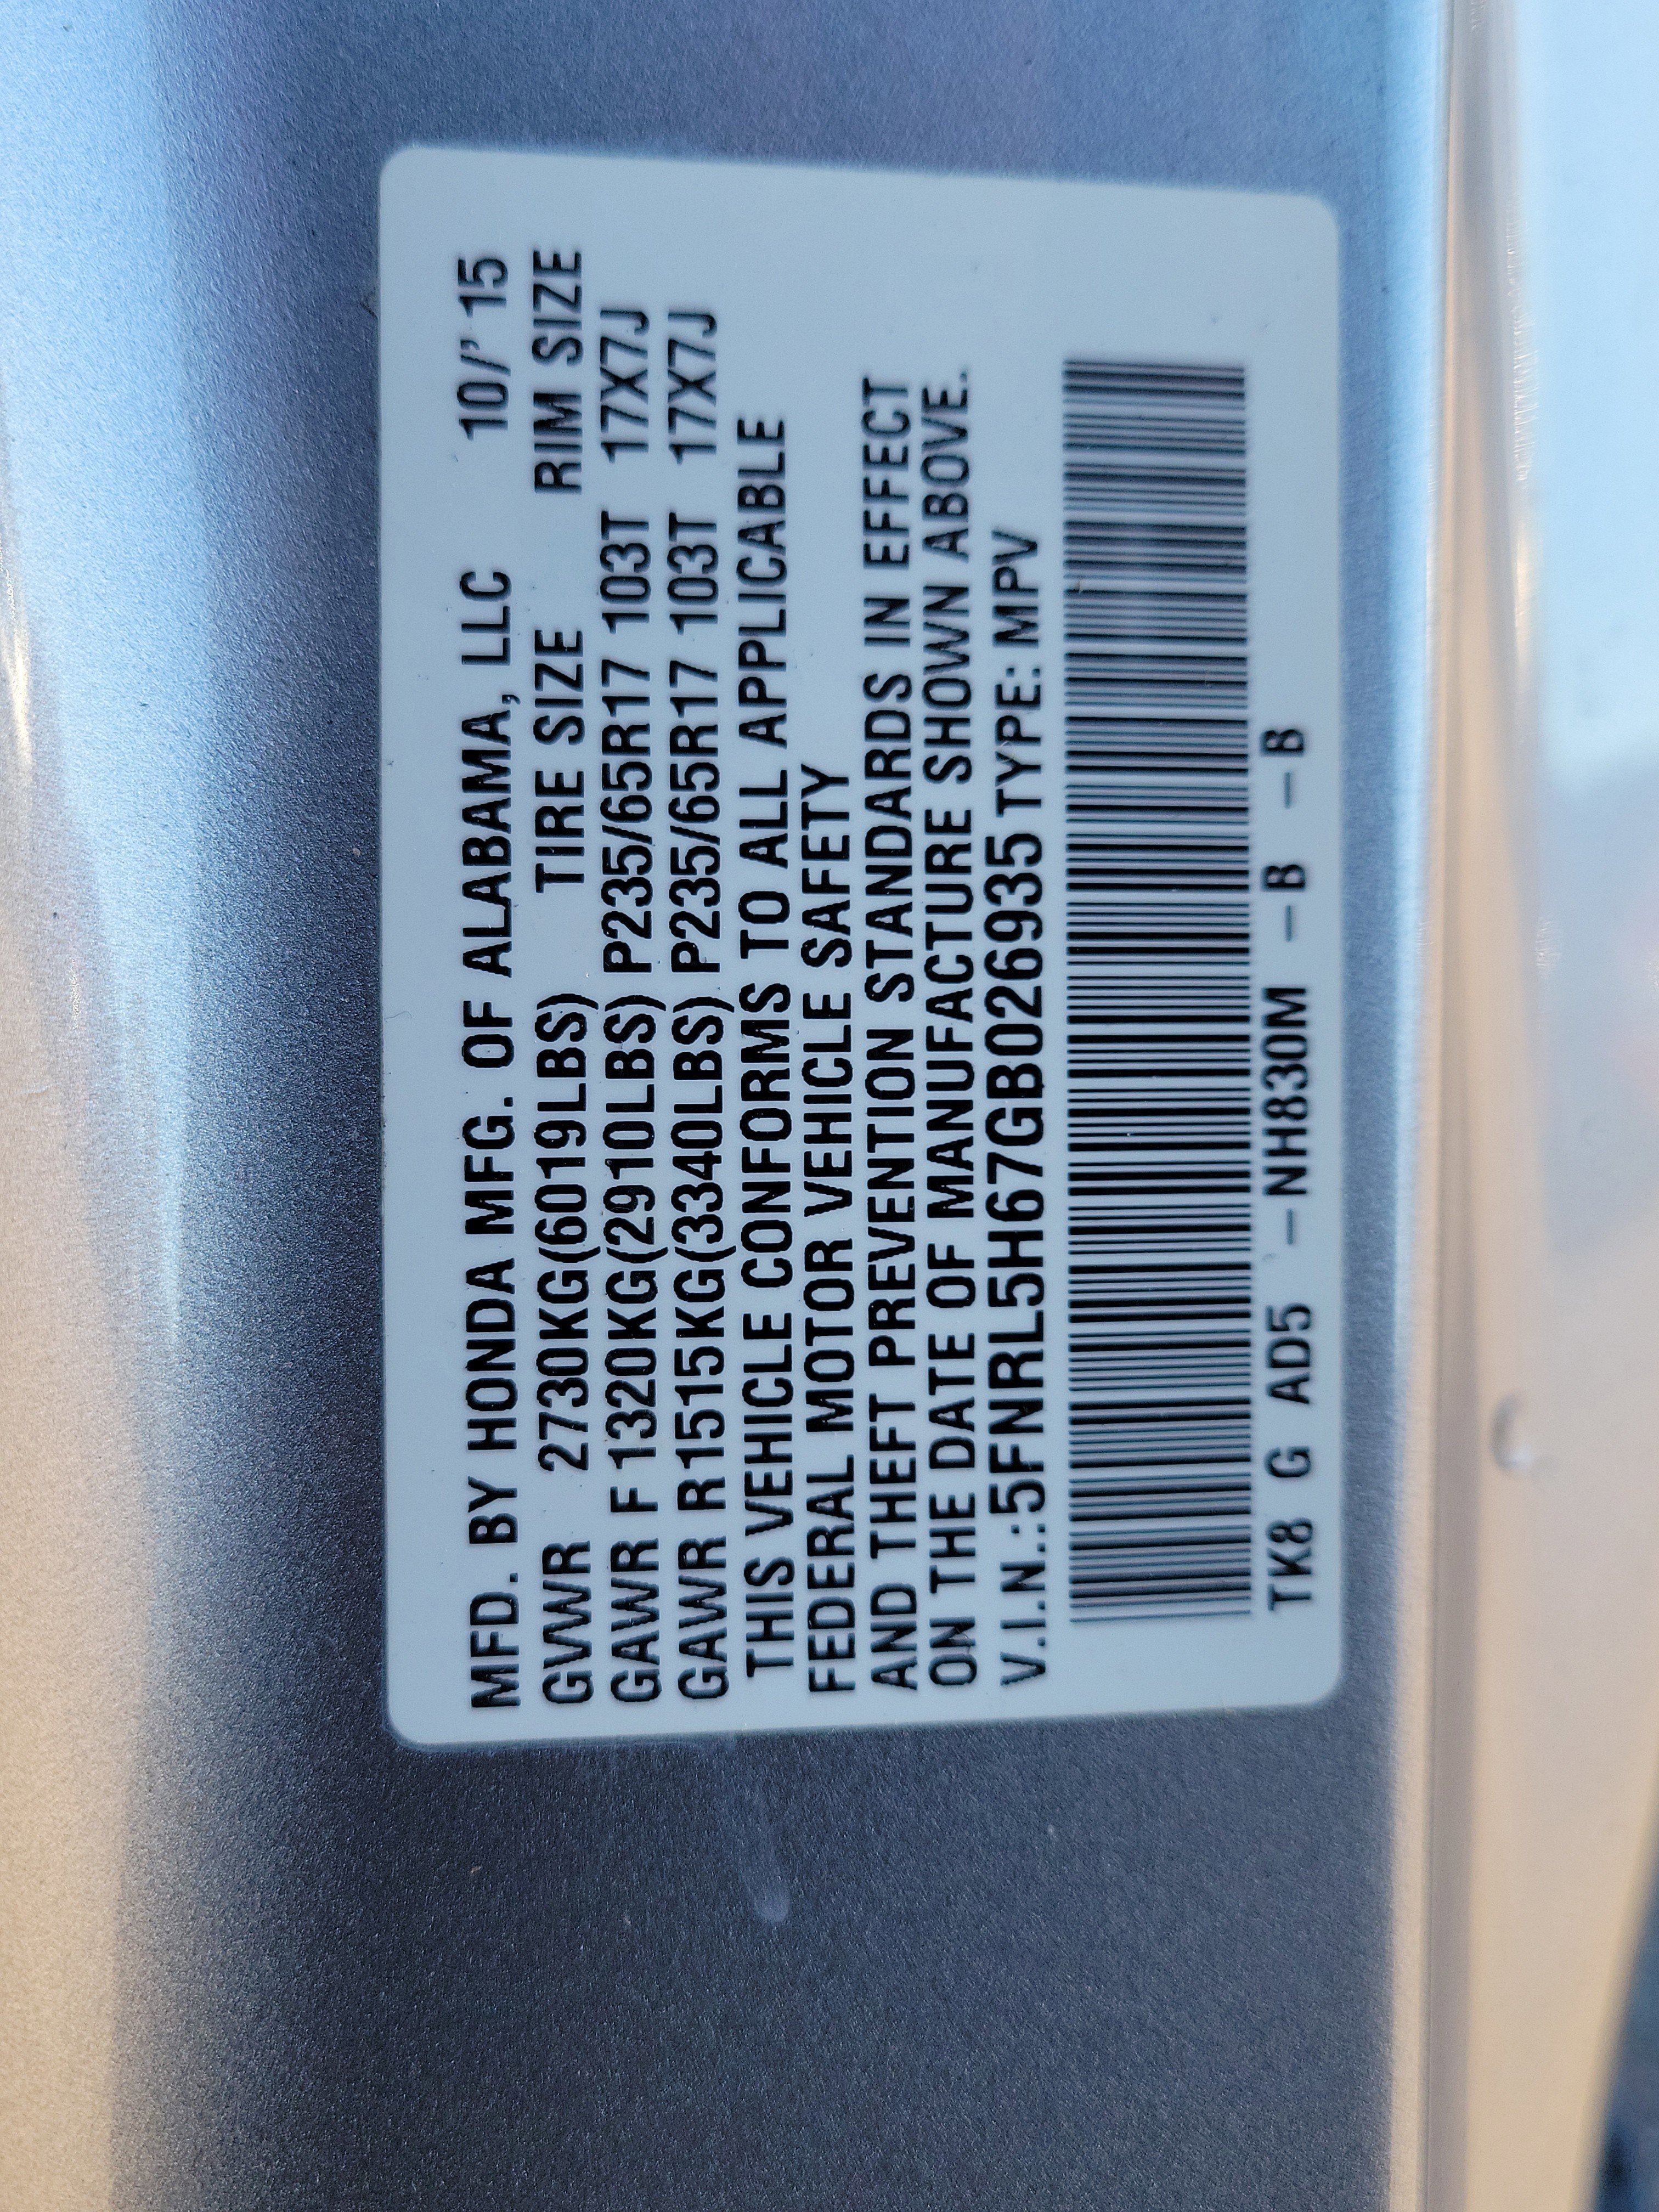 MFD. BY HONDA MFG. OF ALABAMA, LLC 10/' 15
GVWR 2730KG(6019LBS) TIRE SIZE RIM SIZE
GAWR F 1320KG(2910LBS) P235/65R17 103T 17X7J
GAWR R1515KG(3340LBS) P235/65R17 103T 17X7J
THIS VEHICLE CONFORMS TO ALL APPLICABLE
FEDERAL MOTOR VEHICLE SAFETY
AND THEFT PREVENTION STANDARDS IN EFFECT
ON THE DATE OF MANUFACTURE SHOWN ABOVE.
V.I.N.:5FNRL5H67GB026935 TYPE: MPV
TK8 G AD5 -NH830M -B -B